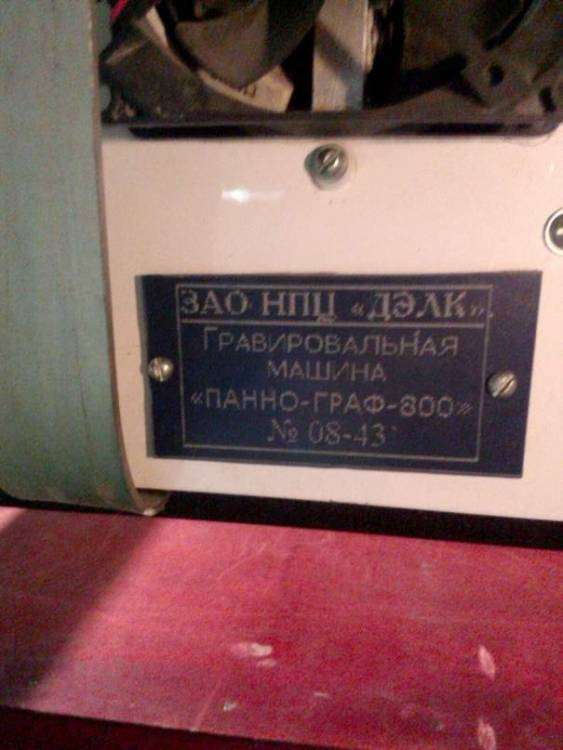 ЗАО НПЦ «ДЭЛК».
ГРАВИРОВАЛЬНАЯ
МАШИНА
«ПАННО-ГРАФ-800»
№ 08-43